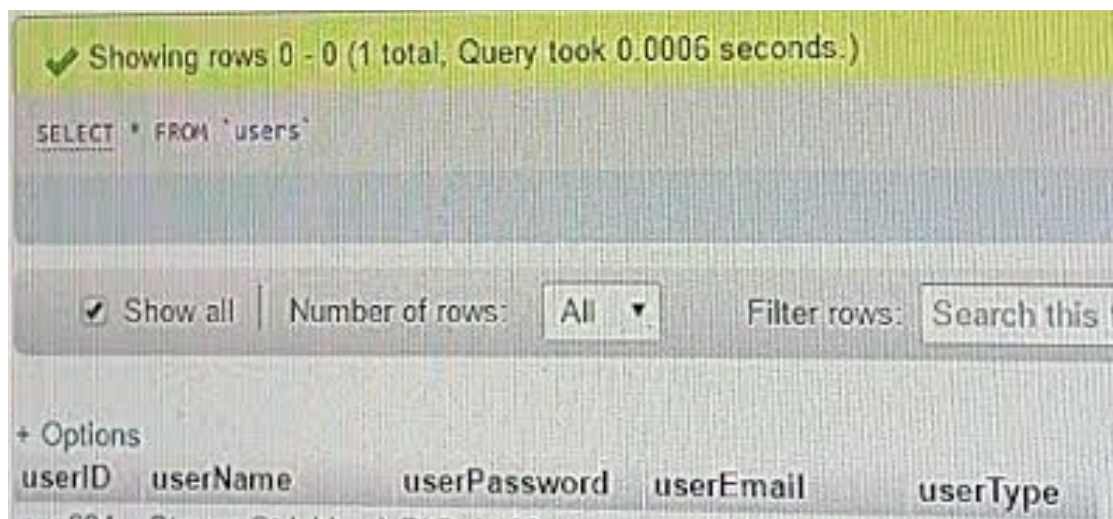 Showing rows 0 - 0 (1 total, Query took 0.0006 seconds.)
SELECT * FROM `users`
Show all | Number of rows: All Filter rows: Search this
+ Options
userID userName userPassword userEmail userType